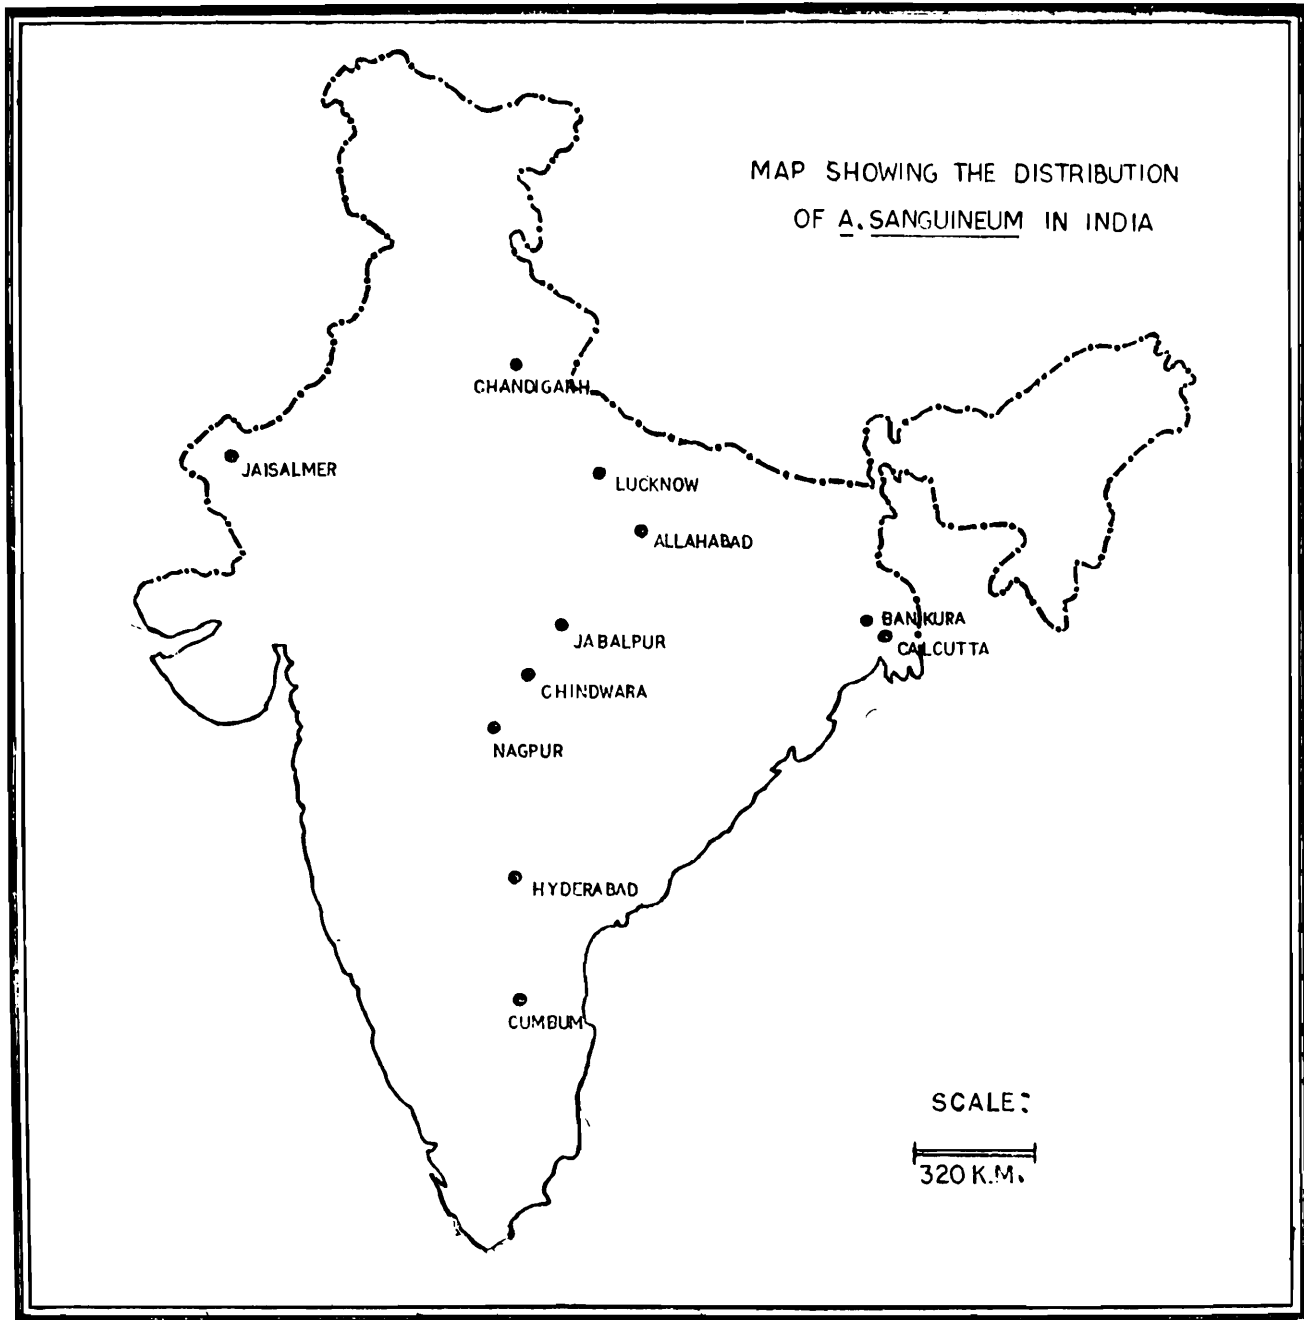 MAP SHOWING THE DISTRIBUTION
OF A. SANGUINEUM IN INDIA
CHANDIGARH
JAISALMER
LUCKNOW
ALLAHABAD
BANKURA
JABALPUR
CALCUTTA
CHINDWARA
NAGPUR
HYDERABAD
CUMBUM
SCALE:
320 K.M.